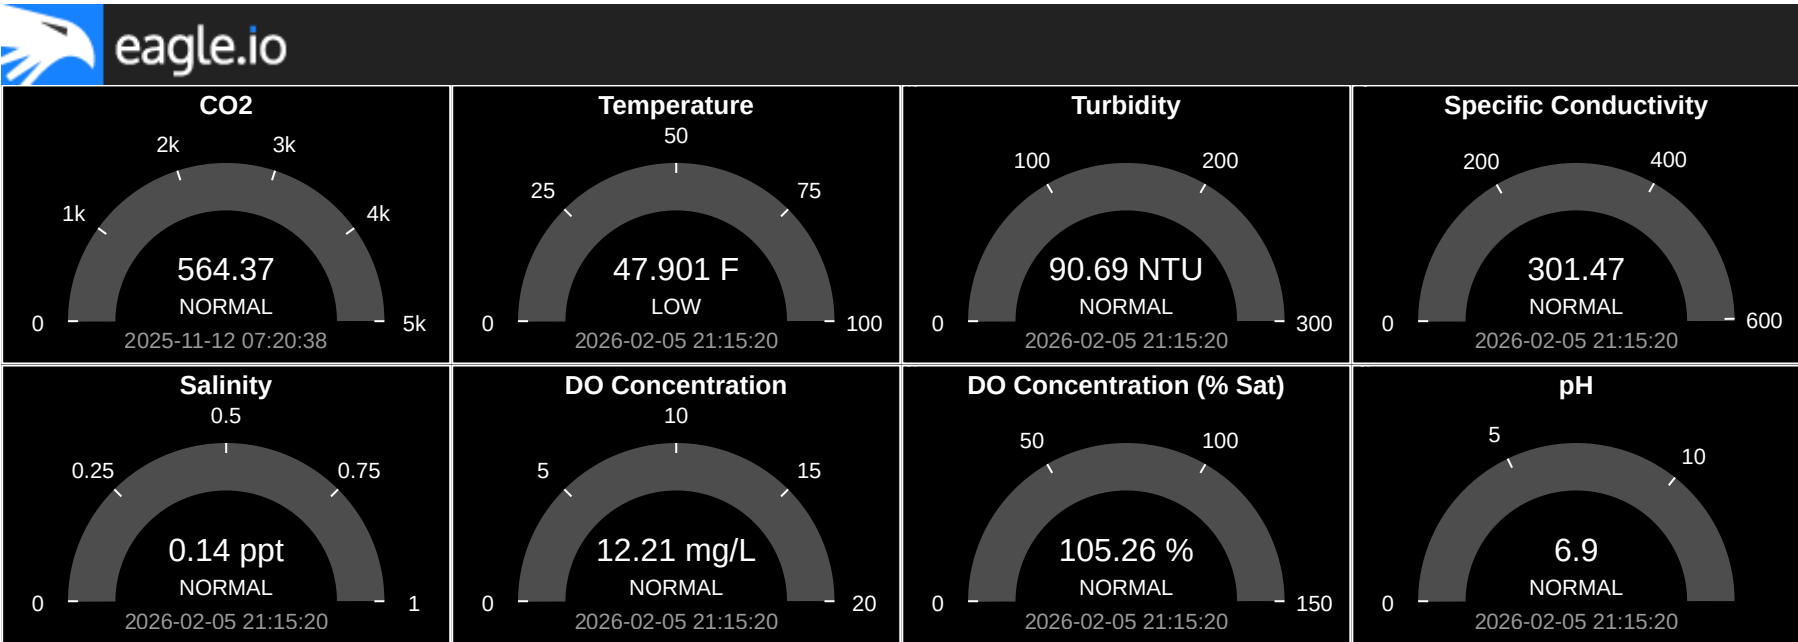 eagle.io
CO2
2k
3k
1k
4k
564.37
NORMAL
0
5k
2025-11-12 07:20:38
Temperature
50
25
75
47.901 F
LOW
0
100
2026-02-05 21:15:20
Turbidity
100
200
90.69 NTU
NORMAL
0
300
2026-02-05 21:15:20
Specific Conductivity
200
400
301.47
NORMAL
0
600
2026-02-05 21:15:20
Salinity
0.5
0.25
0.75
0.14 ppt
NORMAL
0
1
2026-02-05 21:15:20
DO Concentration
10
5
15
12.21 mg/L
NORMAL
0
20
2026-02-05 21:15:20
DO Concentration (% Sat)
50
100
105.26 %
NORMAL
0
150
2026-02-05 21:15:20
pH
5
10
6.9
NORMAL
0
2026-02-05 21:15:20